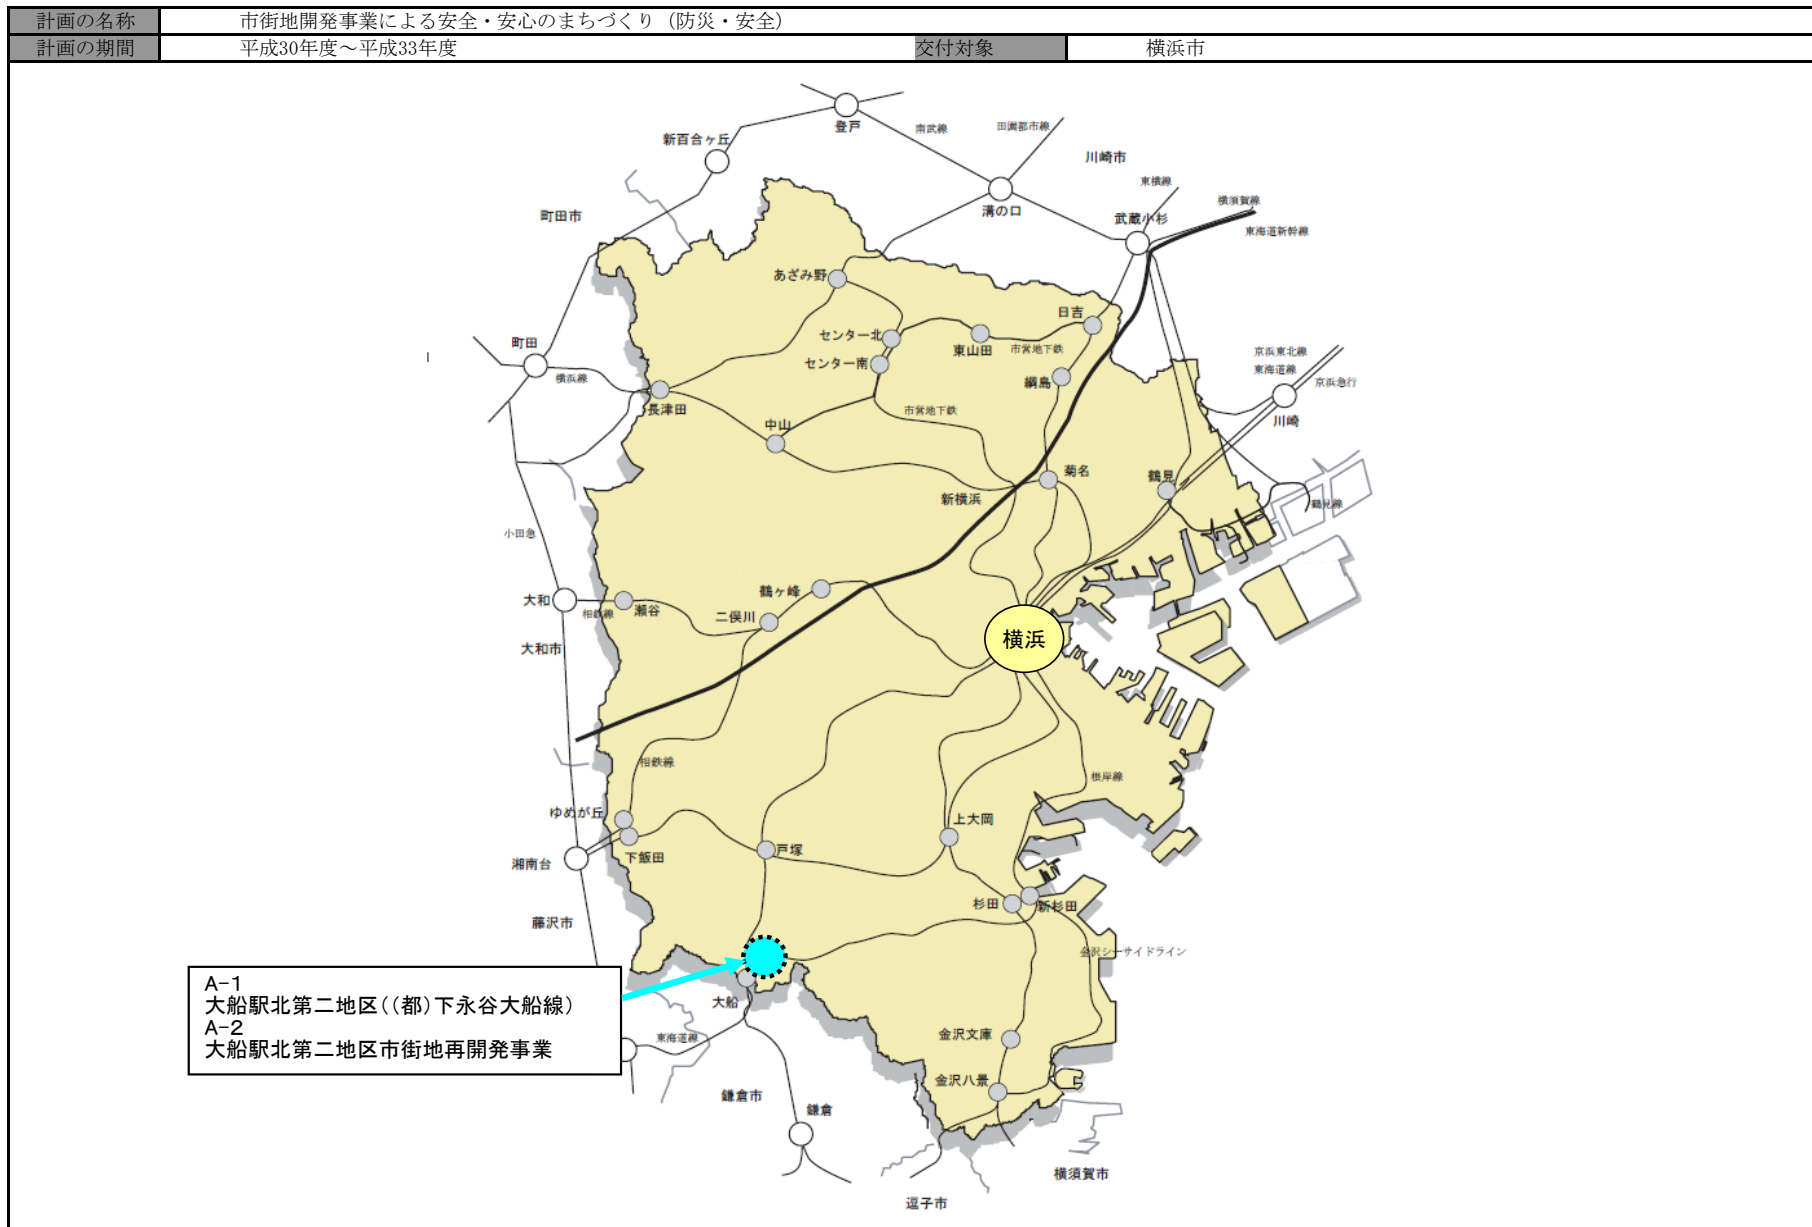 計画の名称 市街地開発事業による安全・安心のまちづくり（防災・安全）
計画の期間 平成30年度～平成33年度 交付対象 横浜市
登戸
南武線
田園都市線
新百合ヶ丘
川崎市
東横線
町田市
溝の口
武蔵小杉
横須賀線
東海道新幹線
あざみ野
日吉
センター北
東山田
市営地下鉄
町田
センター南
京浜東北線
東海道線
京浜急行
横浜線
綱島
長津田
市営地下鉄
川崎
中山
菊名
鶴見
新横浜
鶴見線
小田急
鶴ヶ峰
大和
相鉄線
瀬谷
二俣川
横浜
大和市
相鉄線
根岸線
ゆめが丘
上大岡
下飯田
戸塚
湘南台
杉田
新杉田
藤沢市
金沢シーサイドライン
A-1
大船駅北第二地区((都)下永谷大船線)
A-2
大船駅北第二地区市街地再開発事業
大船
東海道線
金沢文庫
金沢八景
鎌倉市
鎌倉
横須賀市
逗子市